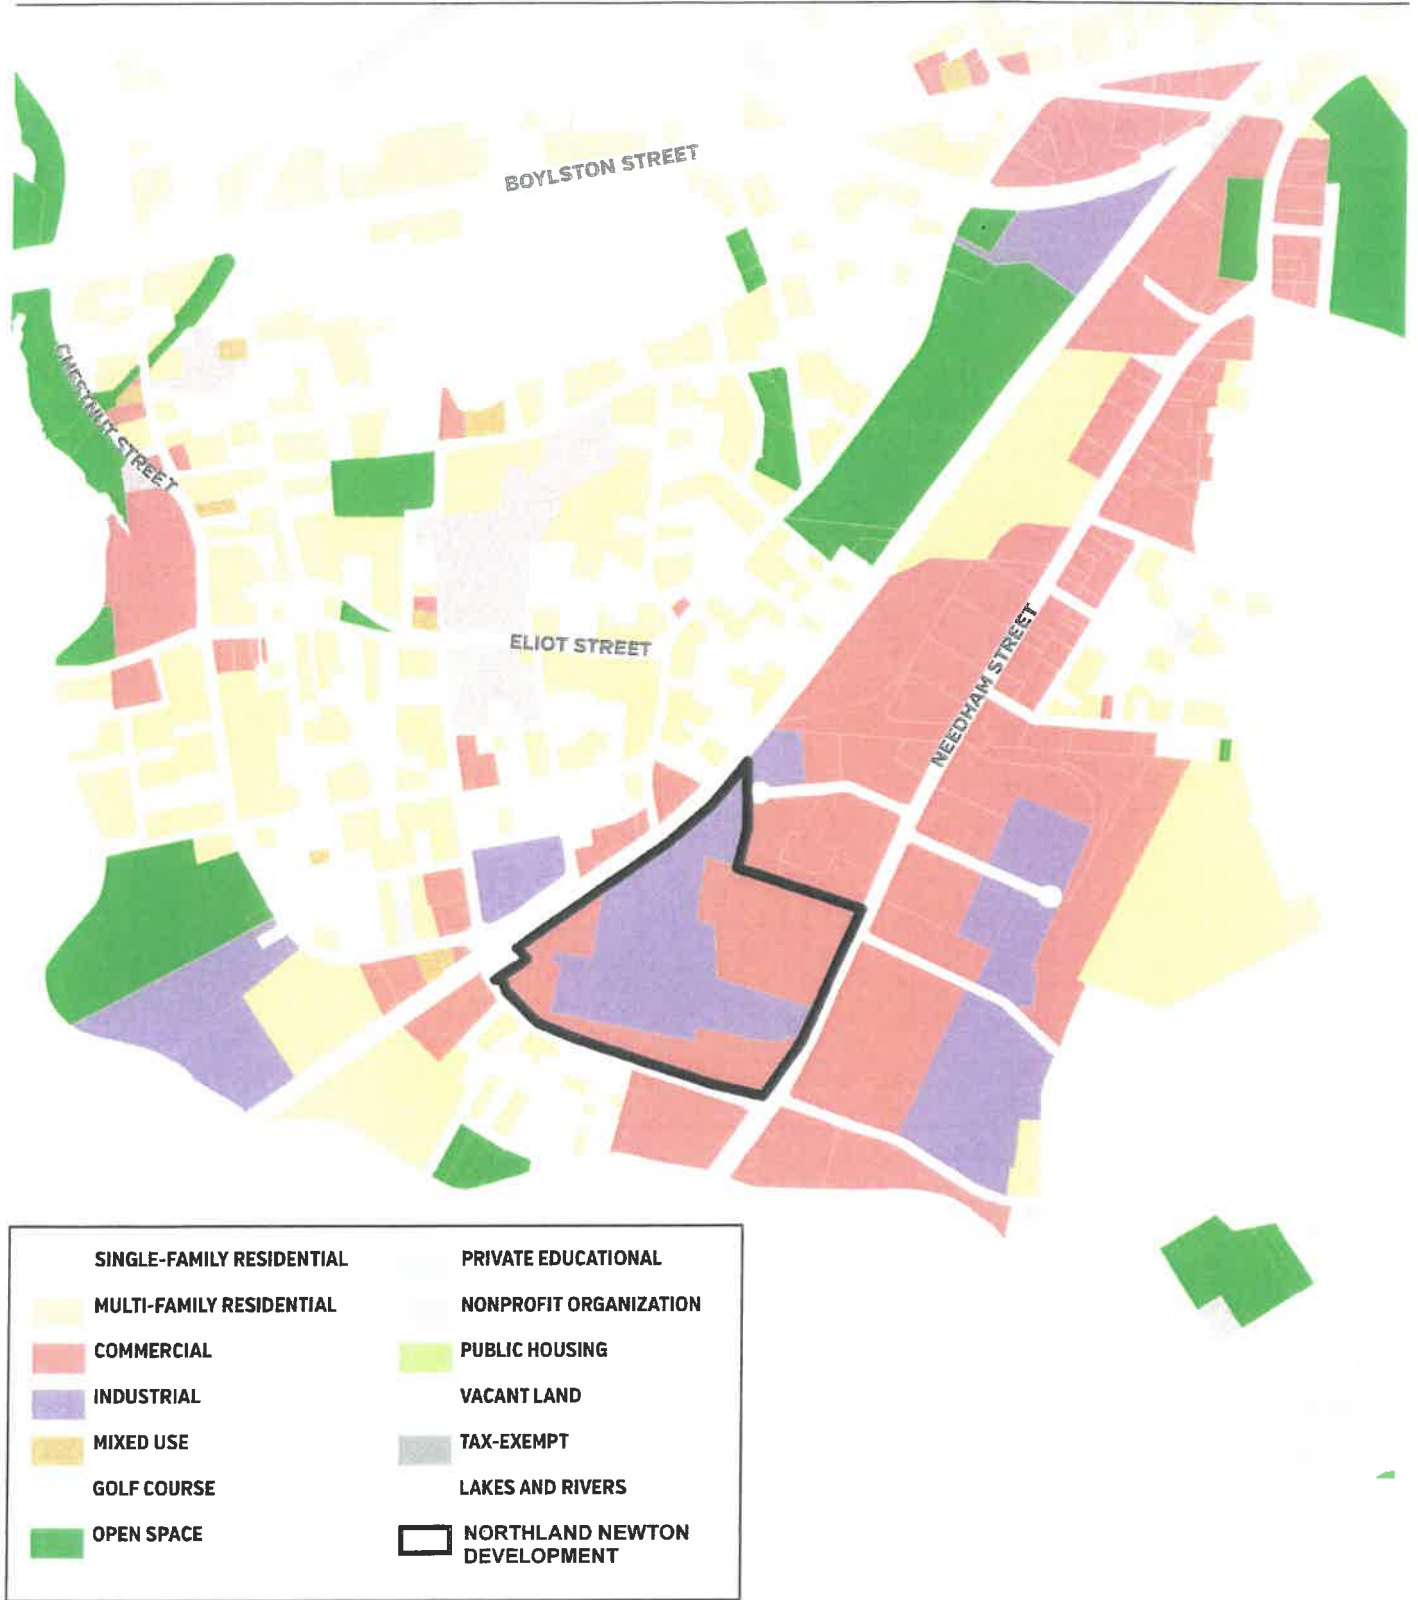 BOYLSTON STREET
CHESTNUT STREET
ELIOT STREET
NEEDHAM STREET
SINGLE-FAMILY RESIDENTIAL
MULTI-FAMILY RESIDENTIAL
COMMERCIAL
INDUSTRIAL
MIXED USE
GOLF COURSE
OPEN SPACE
PRIVATE EDUCATIONAL
NONPROFIT ORGANIZATION
PUBLIC HOUSING
VACANT LAND
TAX-EXEMPT
LAKES AND RIVERS
NORTHLAND NEWTON
DEVELOPMENT